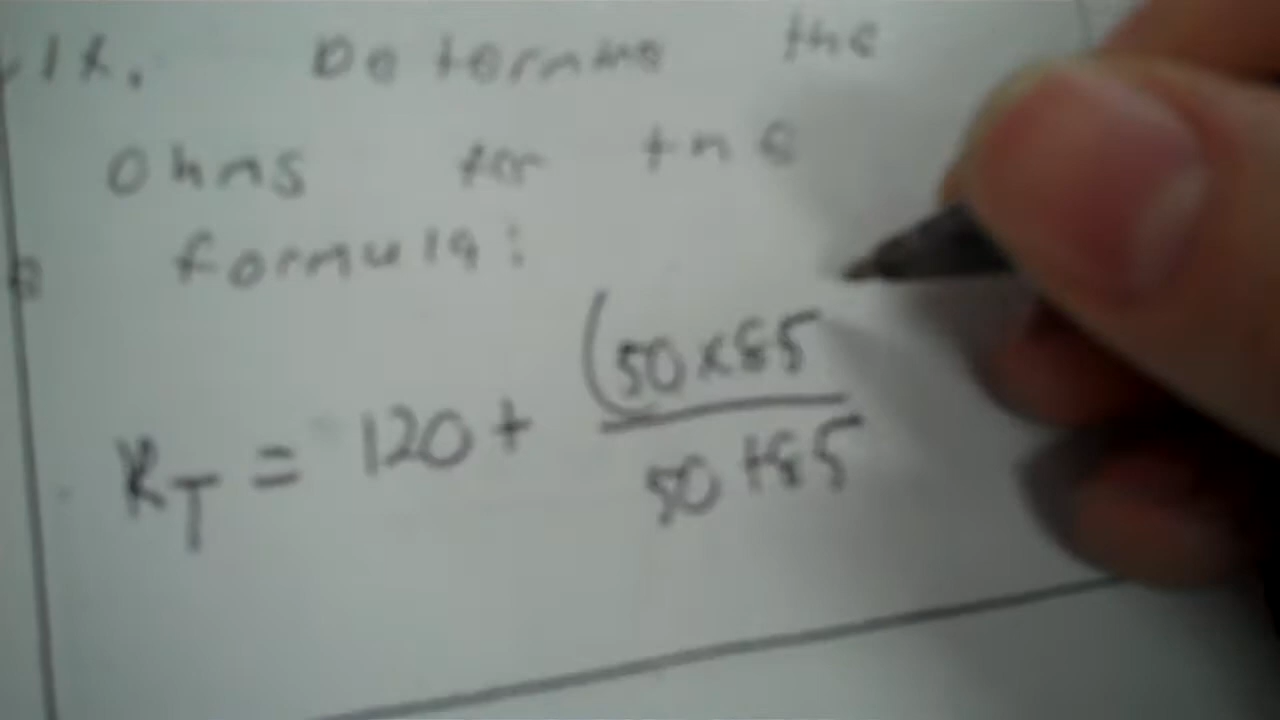 Determine the
ohms for the
formula:
(50x85
RT = 120 +
50 +85